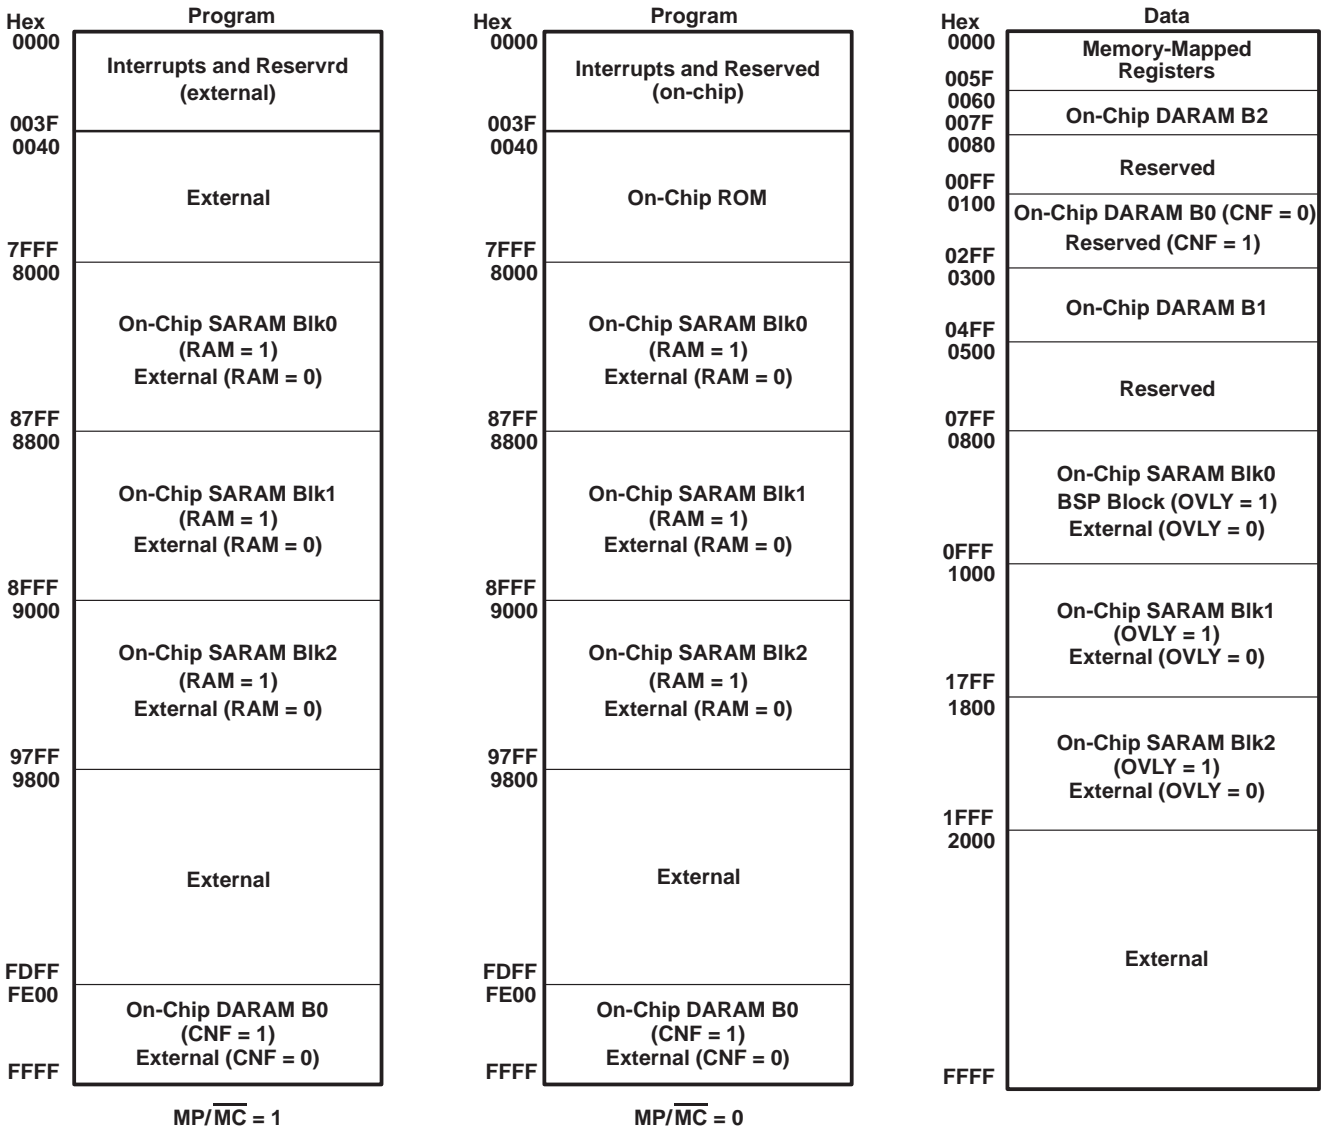 Hex
Program
0000
Interrupts and Reservrd
(external)
003F
0040
External
7FFF
8000
On-Chip SARAM Blk0
(RAM = 1)
External (RAM = 0)
87FF
8800
On-Chip SARAM Blk1
(RAM = 1)
External (RAM = 0)
8FFF
9000
On-Chip SARAM Blk2
(RAM = 1)
External (RAM = 0)
97FF
9800
External
FDFF
FE00
On-Chip DARAM B0
(CNF = 1)
External (CNF = 0)
FFFF
MP/M̅C̅ = 1
Hex
Program
0000
Interrupts and Reserved
(on-chip)
003F
0040
On-Chip ROM
7FFF
8000
On-Chip SARAM Blk0
(RAM = 1)
External (RAM = 0)
87FF
8800
On-Chip SARAM Blk1
(RAM = 1)
External (RAM = 0)
8FFF
9000
On-Chip SARAM Blk2
(RAM = 1)
External (RAM = 0)
97FF
9800
External
FDFF
FE00
On-Chip DARAM B0
(CNF = 1)
External (CNF = 0)
FFFF
MP/M̅C̅ = 0
Hex
Data
0000
Memory-Mapped
Registers
005F
0060
On-Chip DARAM B2
007F
0080
Reserved
00FF
0100
On-Chip DARAM B0 (CNF = 0)
Reserved (CNF = 1)
02FF
0300
On-Chip DARAM B1
04FF
0500
Reserved
07FF
0800
On-Chip SARAM Blk0
BSP Block (OVLY = 1)
External (OVLY = 0)
0FFF
1000
On-Chip SARAM Blk1
(OVLY = 1)
External (OVLY = 0)
17FF
1800
On-Chip SARAM Blk2
(OVLY = 1)
External (OVLY = 0)
1FFF
2000
External
FFFF